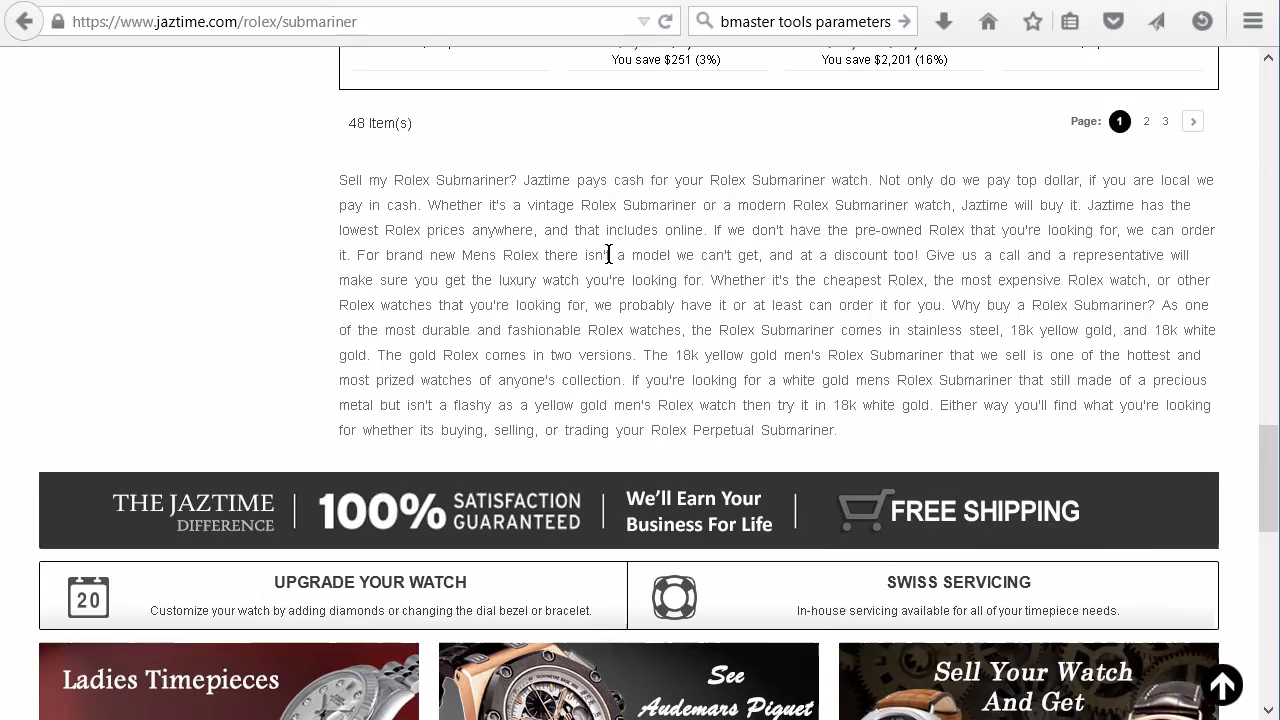 https://www.jaztime.com/rolex/submariner
bmaster tools parameters
You save $251 (3%)
You save $2,201 (16%)
48 Item(s)
Page: 1 2 3
Sell my Rolex Submariner? Jaztime pays cash for your Rolex Submariner watch. Not only do we pay top dollar, if you are local we
pay in cash. Whether it's a vintage Rolex Submariner or a modern Rolex Submariner watch, Jaztime will buy it. Jaztime has the
lowest Rolex prices anywhere, and that includes online. If we don't have the pre-owned Rolex that you're looking for, we can order
it. For brand new Mens Rolex there isn't a model we can't get, and at a discount too! Give us a call and a representative will
make sure you get the luxury watch you're looking for. Whether it's the cheapest Rolex, the most expensive Rolex watch, or other
Rolex watches that you're looking for, we probably have it or at least can order it for you. Why buy a Rolex Submariner? As one
of the most durable and fashionable Rolex watches, the Rolex Submariner comes in stainless steel, 18k yellow gold, and 18k white
gold. The gold Rolex comes in two versions. The 18k yellow gold men's Rolex Submariner that we sell is one of the hottest and
most prized watches of anyone's collection. If you're looking for a white gold mens Rolex Submariner that still made of a precious
metal but isn't a flashy as a yellow gold men's Rolex watch then try it in 18k white gold. Either way you'll find what you're looking
for whether its buying, selling, or trading your Rolex Perpetual Submariner.
THE JAZTIME
DIFFERENCE
100% SATISFACTION
GUARANTEED
We'll Earn Your
Business For Life
FREE SHIPPING
20
UPGRADE YOUR WATCH
Customize your watch by adding diamonds or changing the dial bezel or bracelet.
SWISS SERVICING
In-house servicing available for all of your timepiece needs.
Ladies Timepieces
See
Audemars Piguet
Sell Your Watch
And Get